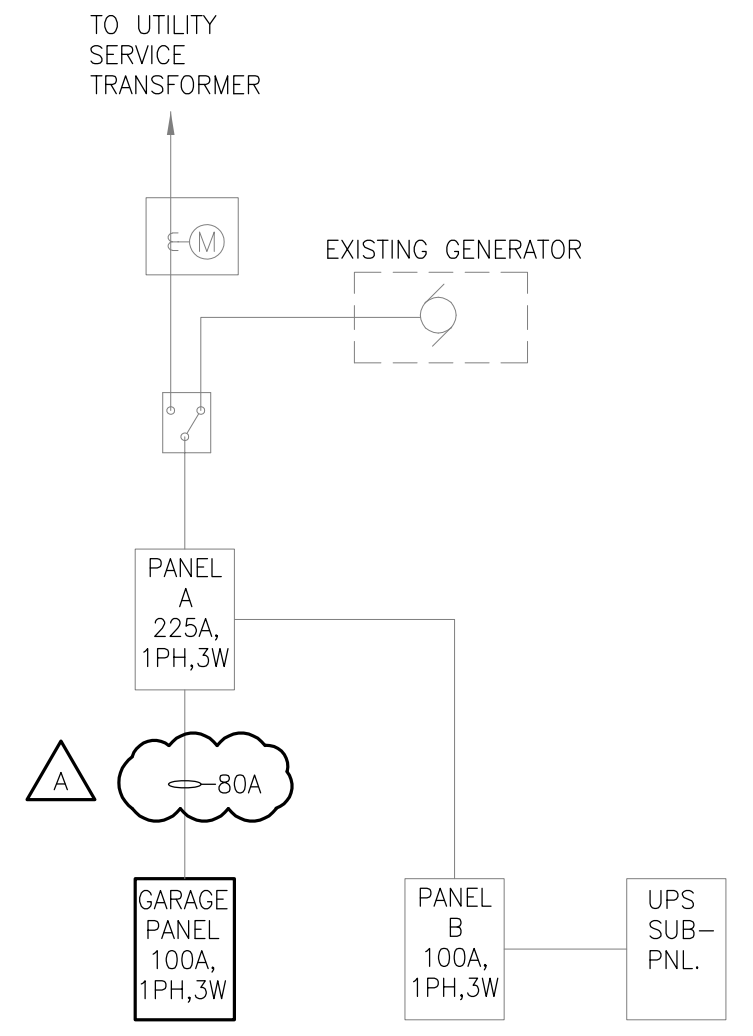 TO UTILITY
SERVICE
TRANSFORMER
M
EXISTING GENERATOR
PANEL
A
225A,
1PH,3W
A
80A
GARAGE
PANEL
100A,
1PH,3W
PANEL
B
100A,
1PH,3W
UPS
SUB-
PNL.